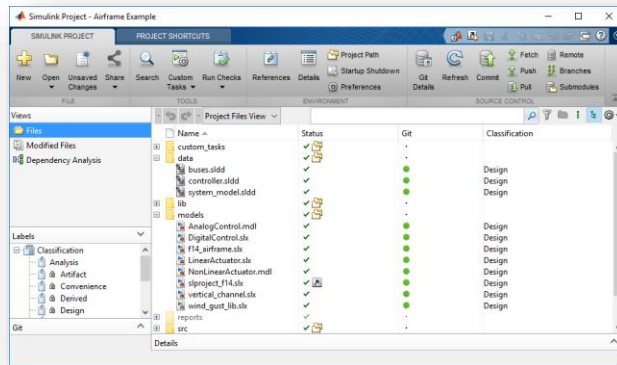 Simulink Project - Airframe Example
SIMULINK PROJECT
PROJECT SHORTCUTS
New
Open
Unsaved Changes
Share
Search
Custom Tasks
Run Checks
References
Details
Project Path
Startup Shutdown
Preferences
Git Details
Refresh
Commit
Fetch
Push
Pull
Remote
Branches
Submodules
FILE
TOOLS
ENVIRONMENT
SOURCE CONTROL
Views
Files
Modified Files
Dependency Analysis
Labels
Classification
Analysis
Artifact
Convenience
Derived
Design
Git
Project Files View
Name Status Git Classification
custom_tasks
data
buses.sldd Design
controller.sldd Design
system_model.sldd Design
lib
models
AnalogControl.mdl Design
DigitalControl.slx Design
f14_airframe.slx Design
LinearActuator.slx Design
NonLinearActuator.mdl Design
slproject_f14.slx Design
vertical_channel.slx Design
wind_gust_lib.slx Design
reports
src
Details